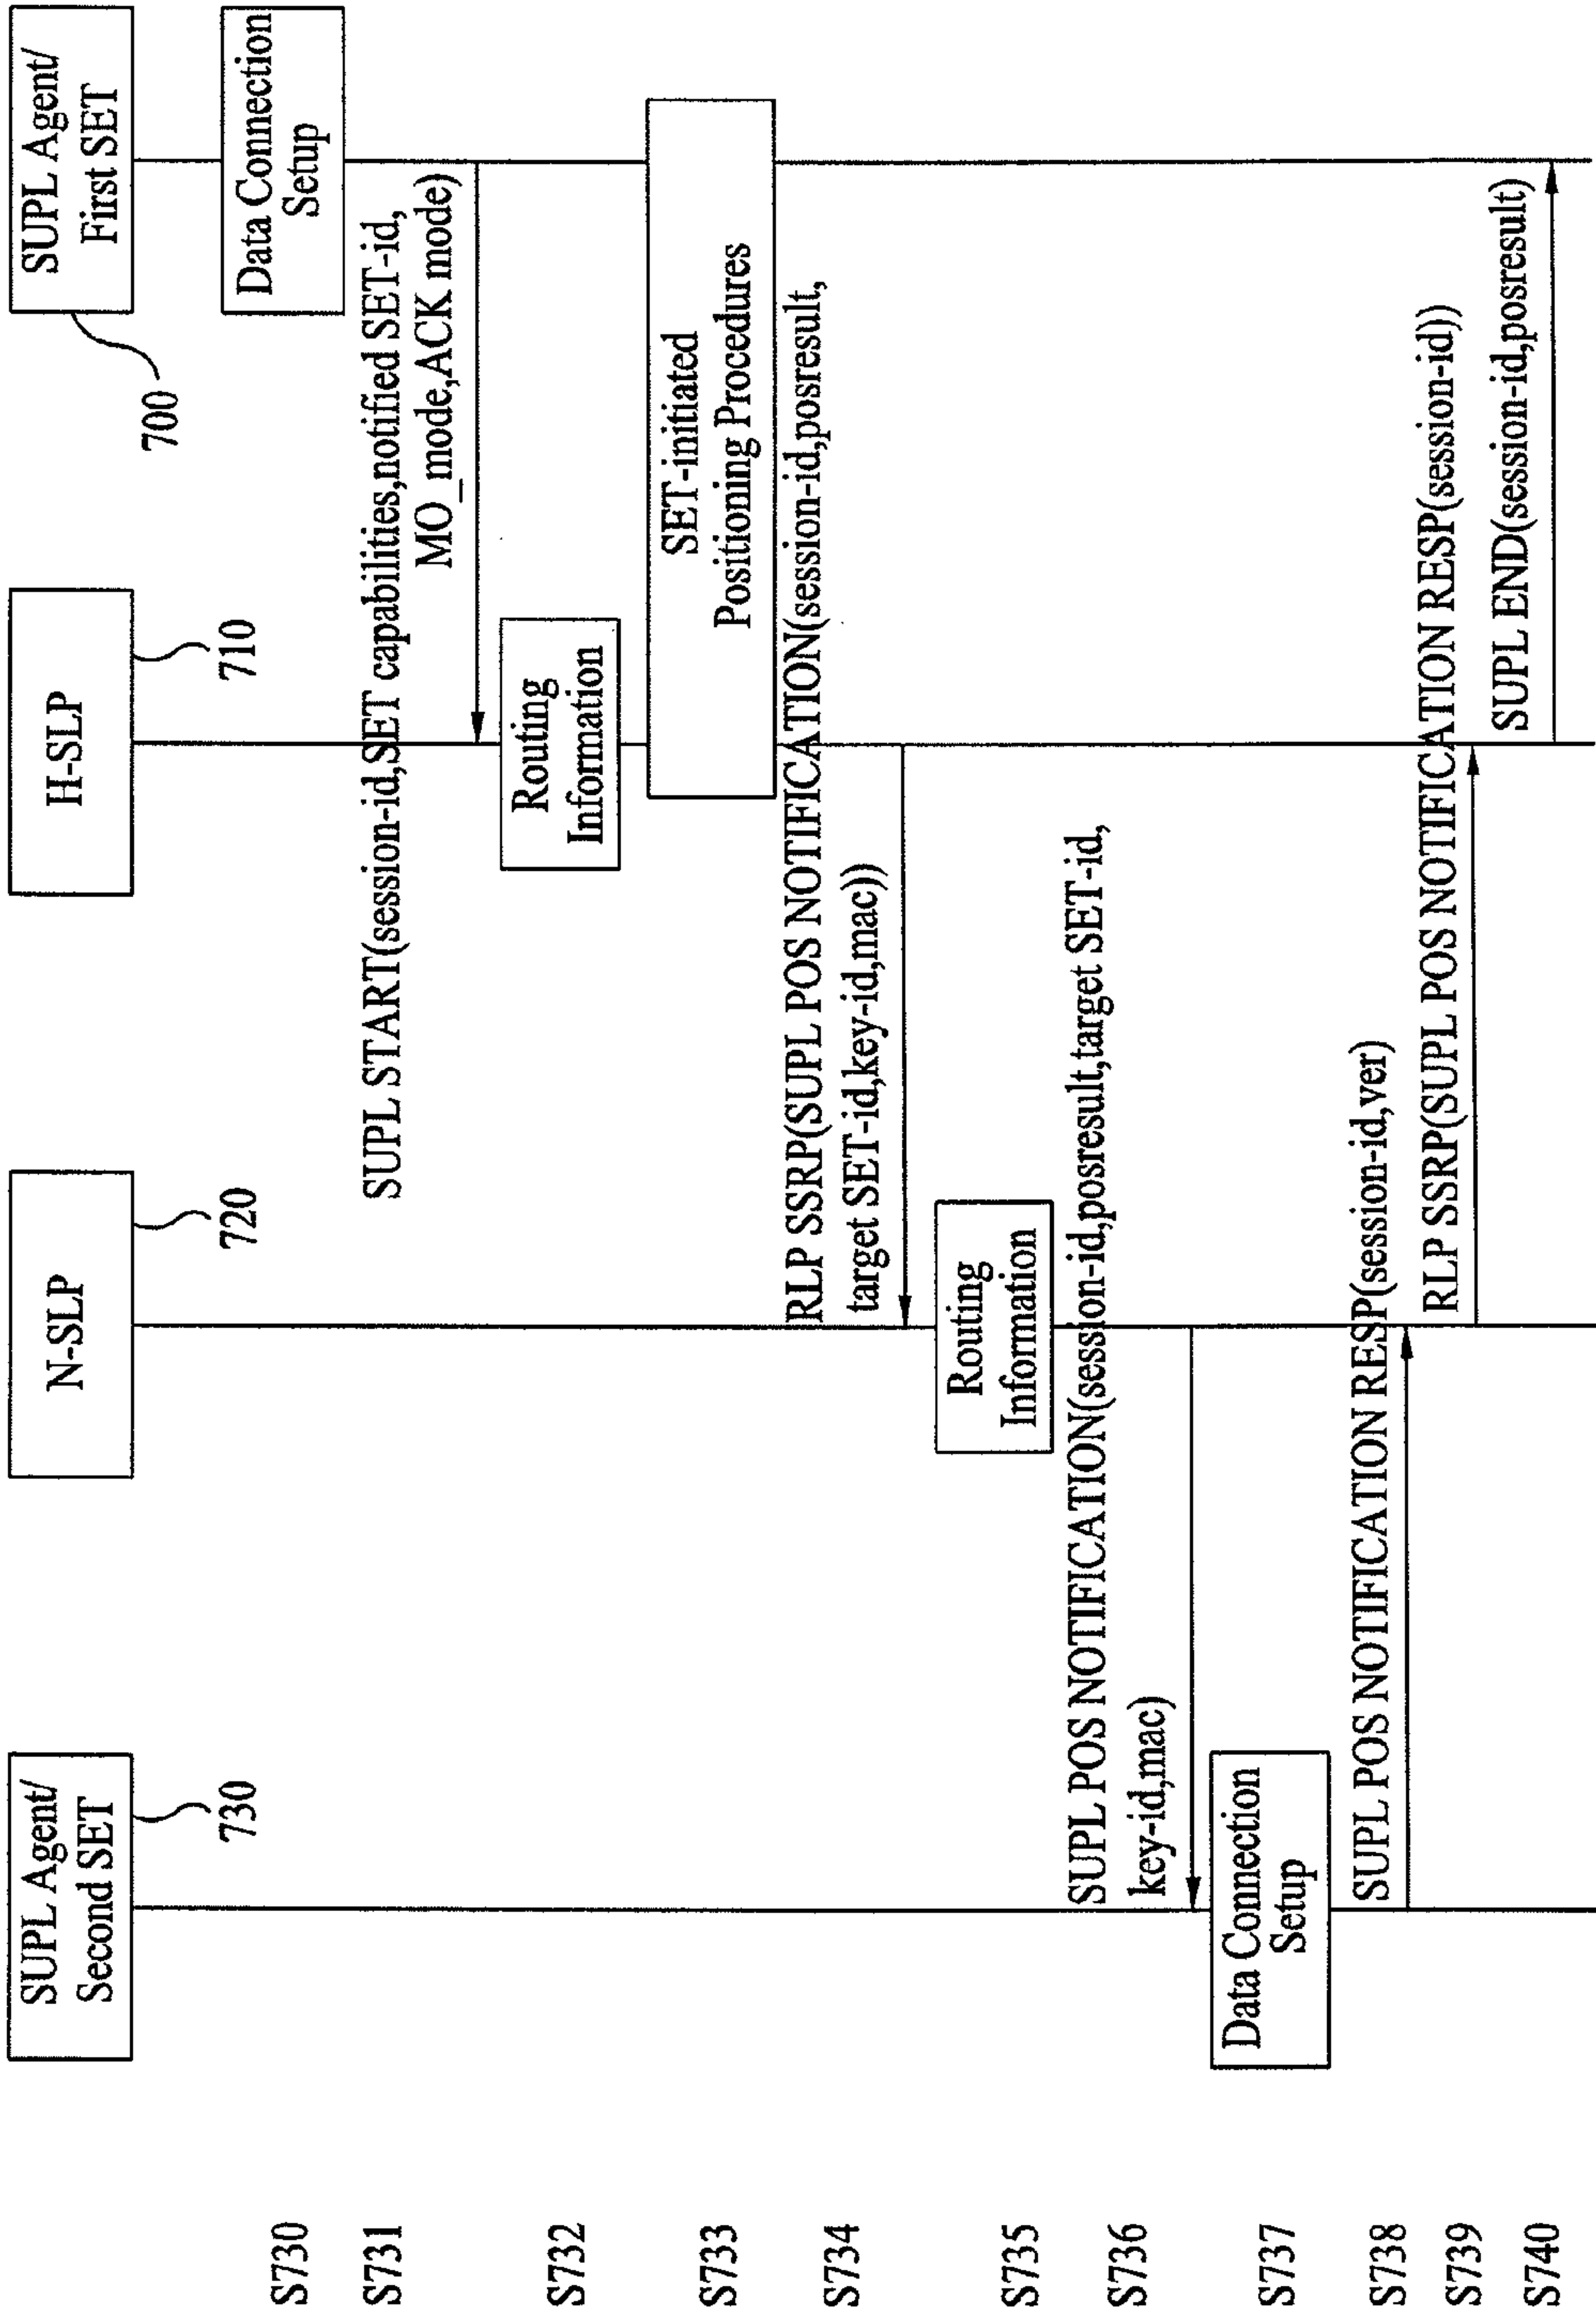 SUPL Agent/
Second SET
730
N-SLP
720
H-SLP
710
SUPL Agent/
First SET
700
S730
Data Connection
Setup
S731
SUPL START(session-id,SET capabilities,notified SET-id,
MO_mode,ACK mode)
S732
Routing
Information
S733
SET-initiated
Positioning Procedures
S734
RLP SSRP(SUPL POS NOTIFICATION(session-id,posresult,
target SET-id,key-id,mac))
S735
Routing
Information
S736
SUPL POS NOTIFICATION(session-id,posresult,target SET-id,
key-id,mac)
S737
Data Connection
Setup
S738
SUPL POS NOTIFICATION RESP(session-id,ver)
S739
RLP SSRP(SUPL POS NOTIFICATION RESP(session-id))
S740
SUPL END(session-id,posresult)